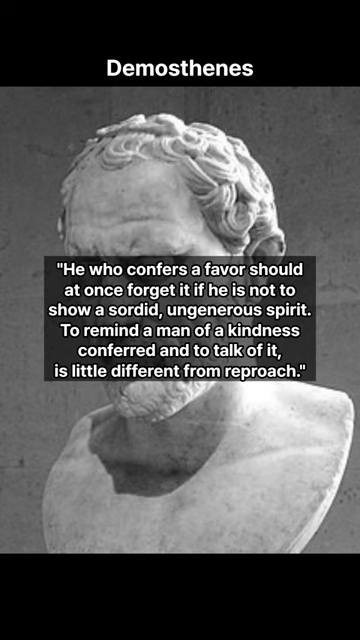 Demosthenes
"He who confers a favor should
at once forget it if he is not to
show a sordid, ungenerous spirit.
To remind a man of a kindness
conferred and to talk of it,
is little different from reproach."